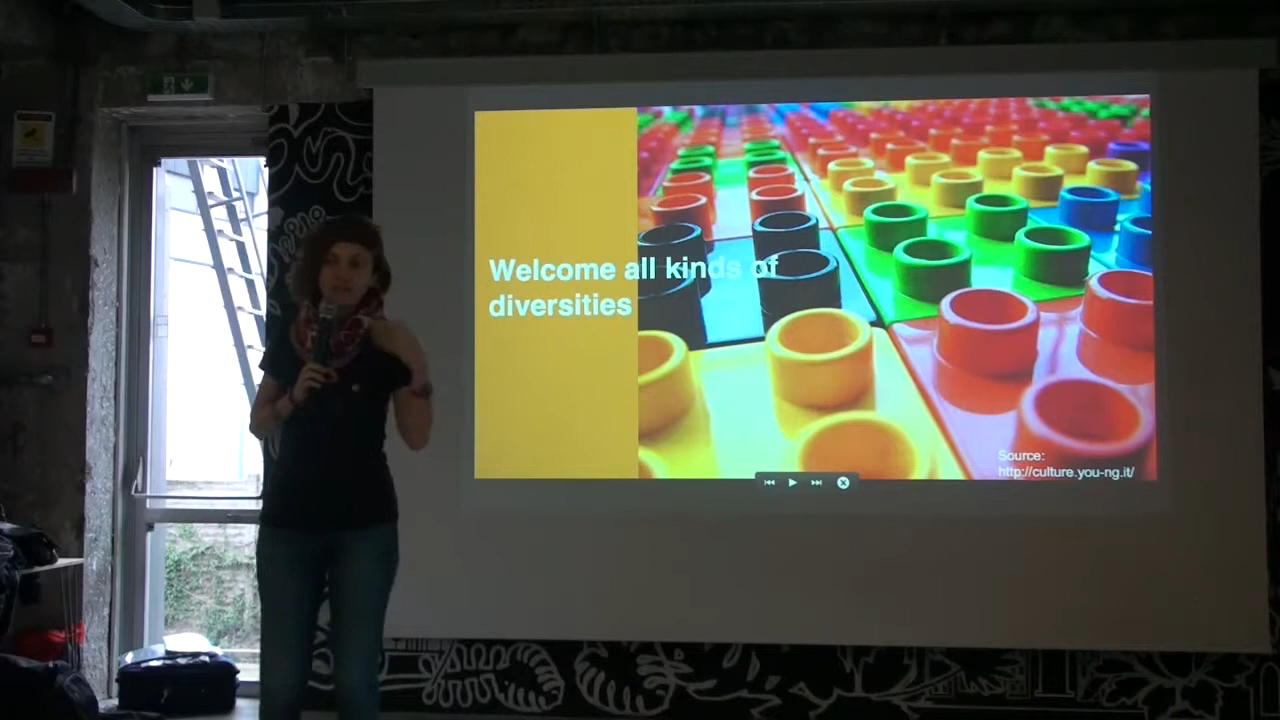 Welcome all kinds of
diversities
Source:
http://culture.you-ng.it/